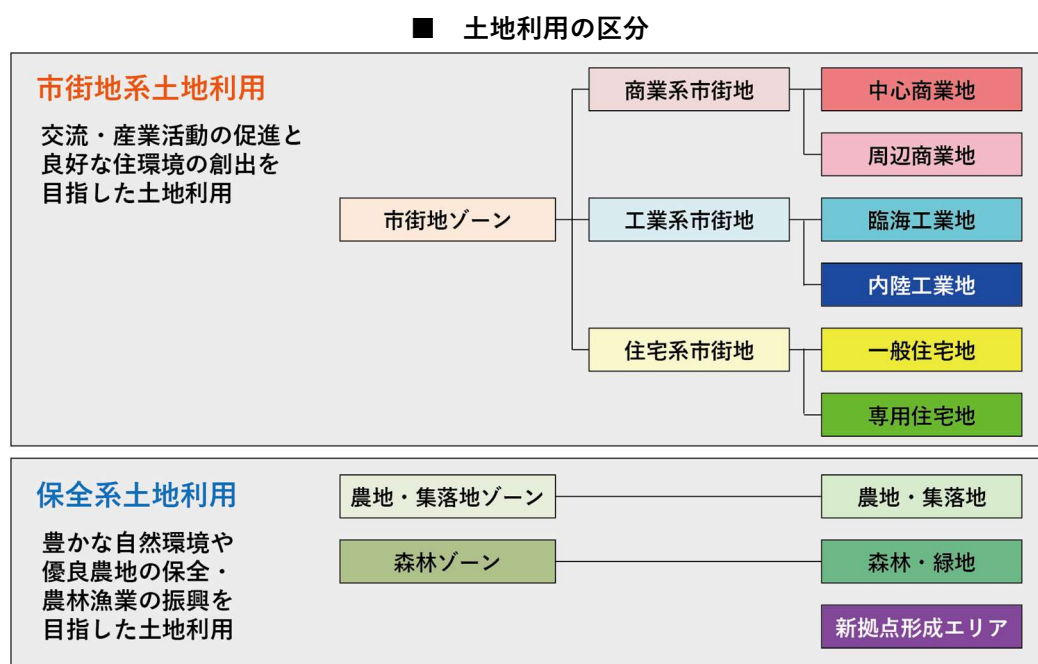 ■ 土地利用の区分
市街地系土地利用
交流・産業活動の促進と
良好な住環境の創出を
目指した土地利用
市街地ゾーン
商業系市街地
中心商業地
周辺商業地
工業系市街地
臨海工業地
内陸工業地
住宅系市街地
一般住宅地
専用住宅地
保全系土地利用
豊かな自然環境や
優良農地の保全・
農林漁業の振興を
目指した土地利用
農地・集落地ゾーン
農地・集落地
森林ゾーン
森林・緑地
新拠点形成エリア